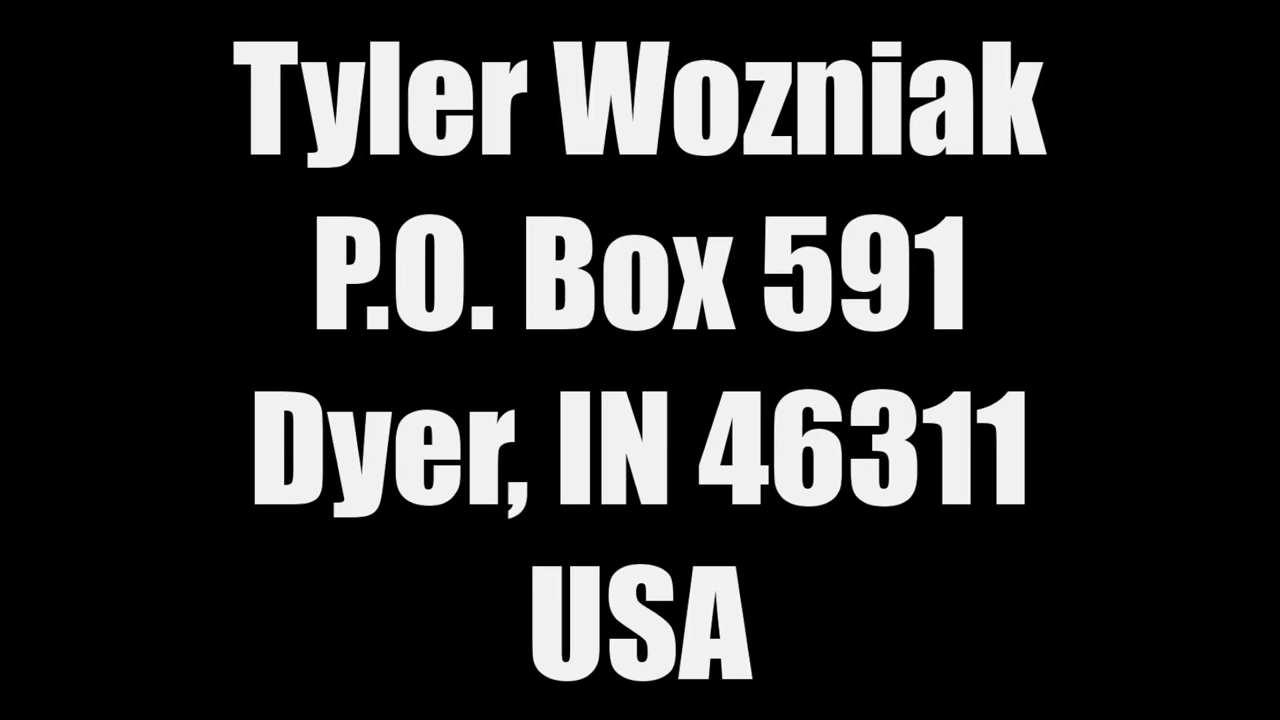 Tyler Wozniak
P.O. Box 591
Dyer, IN 46311
USA